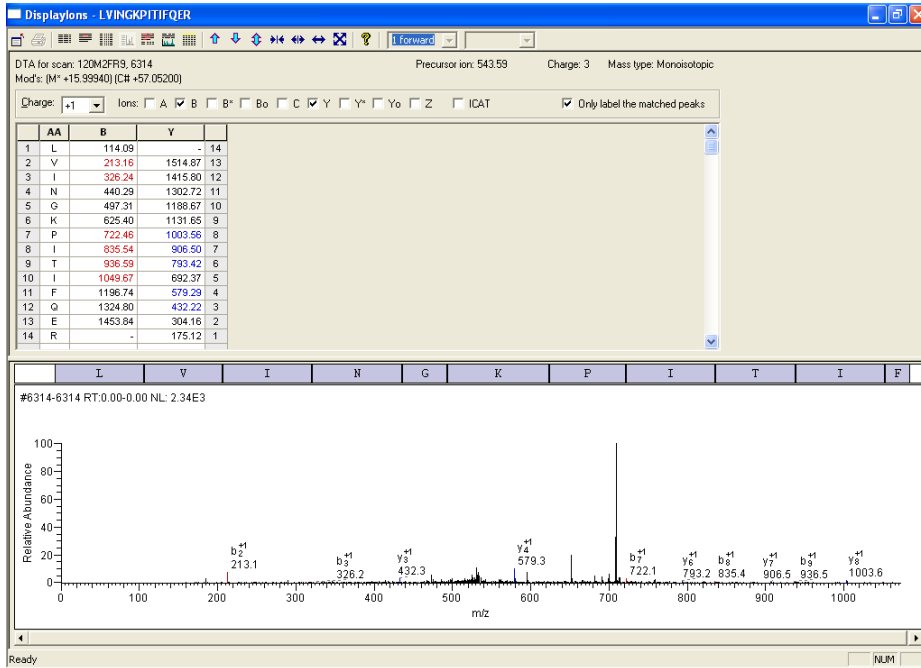 DisplayIons - LVINGKPITIFQER
1 forward
DTA for scan: 120M2FR9, 6314 Precursor ion: 543.59 Charge: 3 Mass type: Monoisotopic
Mod's: (M* +15.99940) (C# +57.05200)
Charge: +1 Ions: A B B* Bo C Y Y* Yo Z ICAT Only label the matched peaks
AA B Y
1 L 114.09 - 14
2 V 213.16 1514.87 13
3 I 326.24 1415.80 12
4 N 440.29 1302.72 11
5 G 497.31 1188.67 10
6 K 625.40 1131.65 9
7 P 722.46 1003.56 8
8 I 835.54 906.50 7
9 T 936.59 793.42 6
10 I 1049.67 692.37 5
11 F 1196.74 579.29 4
12 Q 1324.80 432.22 3
13 E 1453.84 304.16 2
14 R - 175.12 1
L V I N G K P I T I F
#6314-6314 RT:0.00-0.00 NL: 2.34E3
Relative Abundance
100
80
60
40
20
0
b2+1 213.1
b3+1 326.2
y3+1 432.3
y4+1 579.3
b7+1 722.1
y6+1 793.2
b8+1 835.4
y7+1 906.5
b9+1 936.5
y8+1 1003.6
0 100 200 300 400 500 600 700 800 900 1000
m/z
Ready NUM